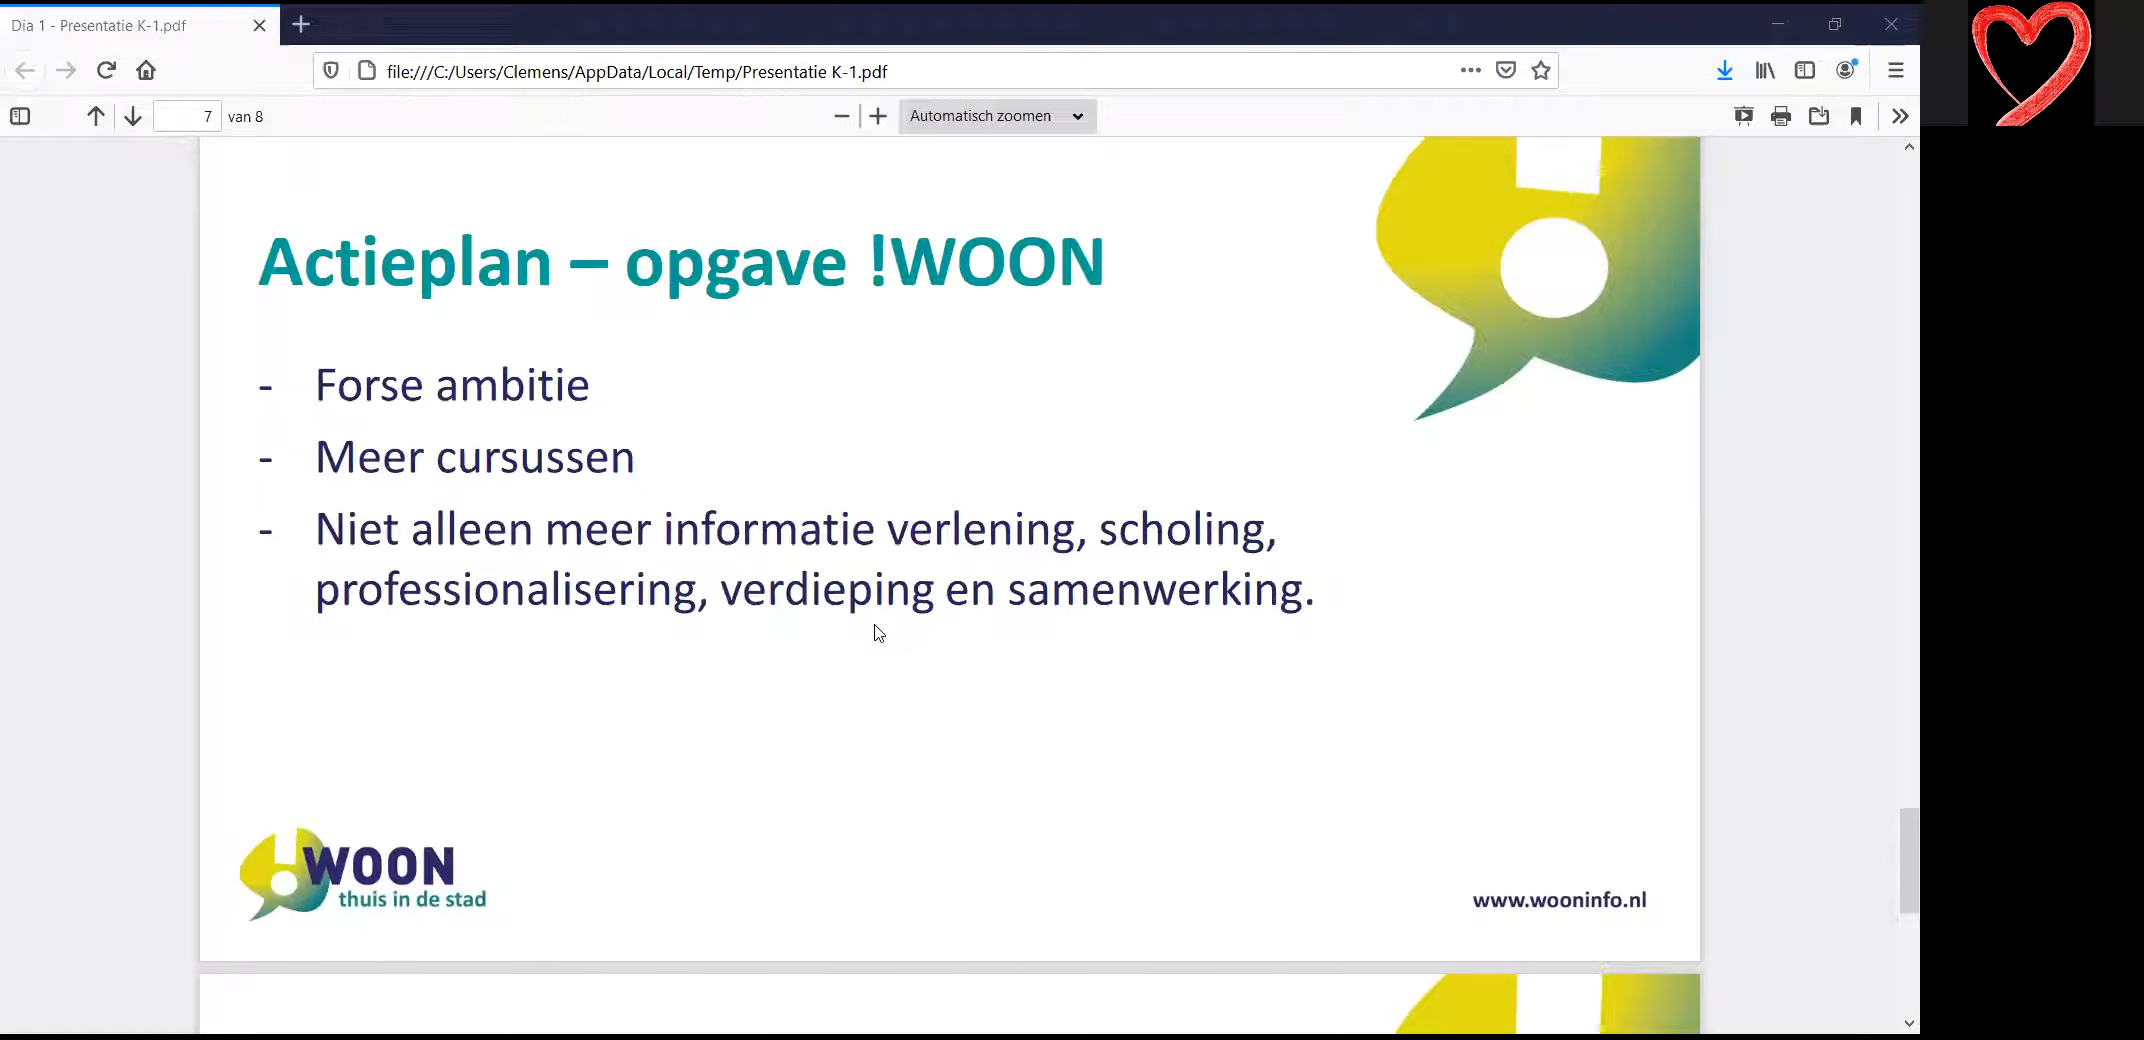 Dia 1 - Presentatie K-1.pdf
file:///C:/Users/Clemens/AppData/Local/Temp/Presentatie K-1.pdf
7 van 8
Automatisch zoomen
Actieplan – opgave !WOON
- Forse ambitie
- Meer cursussen
- Niet alleen meer informatie verlening, scholing,
professionalisering, verdieping en samenwerking.
!WOON
thuis in de stad
www.wooninfo.nl